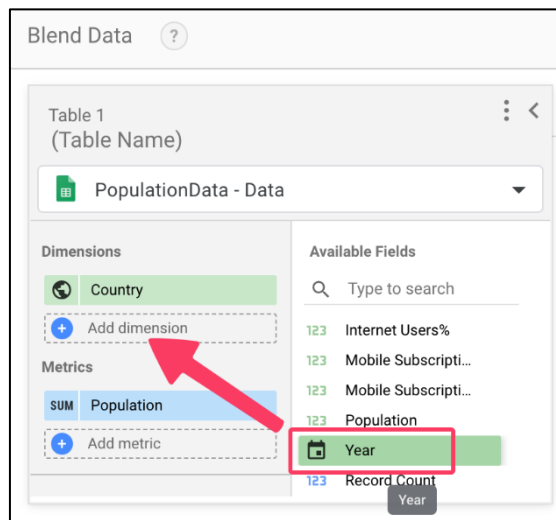 Blend Data ?
Table 1
(Table Name)
PopulationData - Data
Dimensions
Country
Add dimension
Metrics
SUM Population
Add metric
Available Fields
Type to search
123 Internet Users%
123 Mobile Subscripti...
123 Mobile Subscripti...
123 Population
Year
123 Record Count
Year